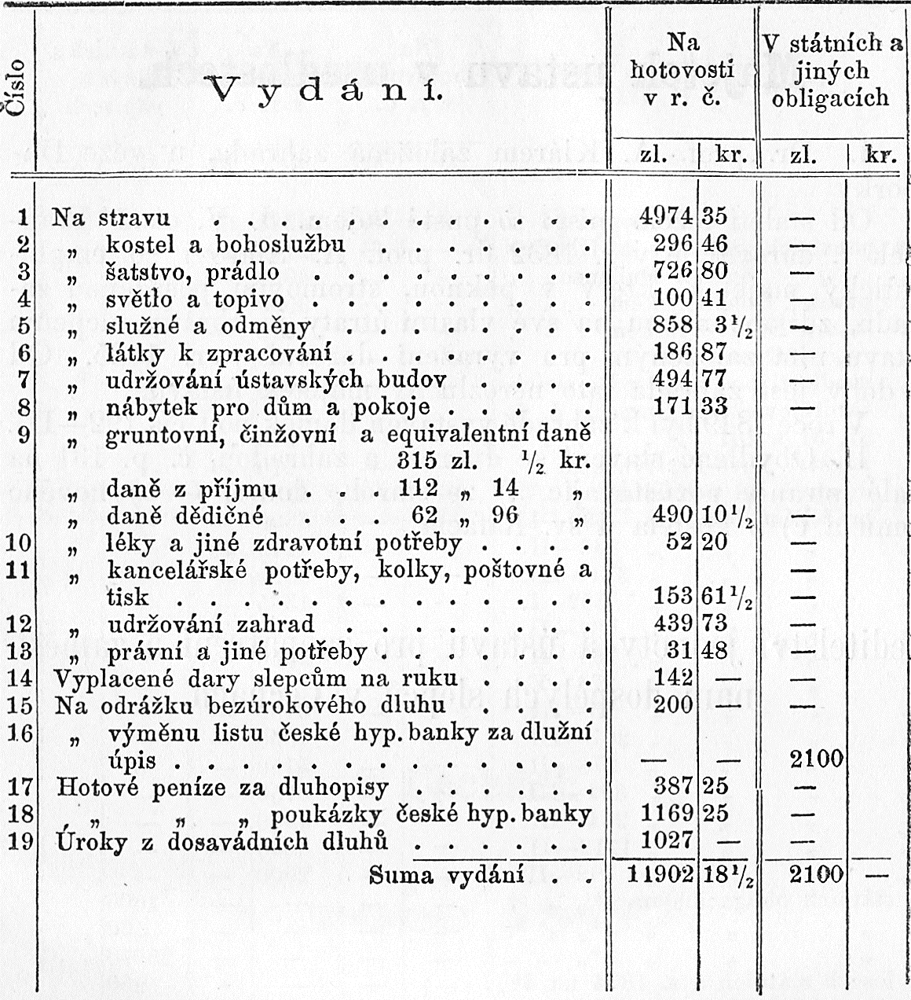 Číslo
Vydání.
Na hotovosti v r. č.
V státních a jiných obligacích
zl. kr. zl. kr.
1 Na stravu . . . . . . . . . . . . 4974 35 —
2 „ kostel a bohoslužbu . . . . . . 296 46 —
3 „ šatstvo, prádlo . . . . . . . . . 726 80 —
4 „ světlo a topivo . . . . . . . . . 100 41 —
5 „ služné a odměny . . . . . . . . 858 3½ —
6 „ látky k zpracování . . . . . . . . 186 87 —
7 „ udržování ústavských budov . . . 494 77 —
8 „ nábytek pro dům a pokoje . . . . . 171 33 —
9 „ gruntovní, činžovní a equivalentní daně
315 zl. ½ kr.
„ daně z příjmu . . . 112 „ 14 „
„ daně dědičné . . . 62 „ 96 „ 490 10½ —
10 „ léky a jiné zdravotní potřeby . . . . 52 20 —
11 „ kancelářské potřeby, kolky, poštovné a —
tisk . . . . . . . . . . . . . 153 61½ —
12 „ udržování zahrad . . . . . . . . 439 73 —
13 „ právní a jiné potřeby . . . . . . . 31 48 —
14 Vyplacené dary slepcům na ruku . . . . 142 — —
15 Na odrážku bezúrokového dluhu . . . . 200 — —
16 „ výměnu listu české hyp. banky za dlužní
úpis . . . . . . . . . . . . . — — 2100
17 Hotové peníze za dluhopisy . . . . . . 387 25 —
18 „ „ „ poukázky české hyp. banky 1169 25 —
19 Úroky z dosavádních dluhů . . . . . . 1027 — —
Suma vydání . . 11902 18½ 2100 —